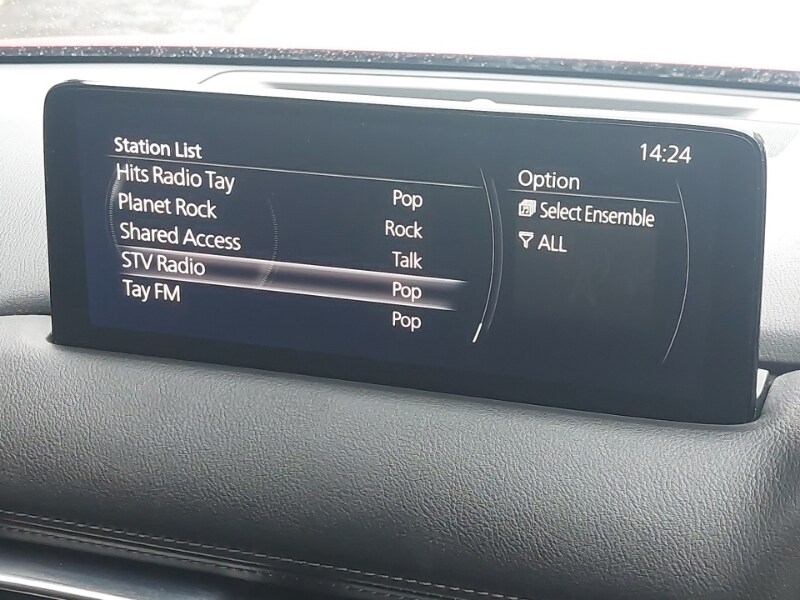 Station List
14:24
Hits Radio Tay Pop
Planet Rock Rock
Shared Access Talk
STV Radio Pop
Tay FM Pop
Option
Select Ensemble
ALL